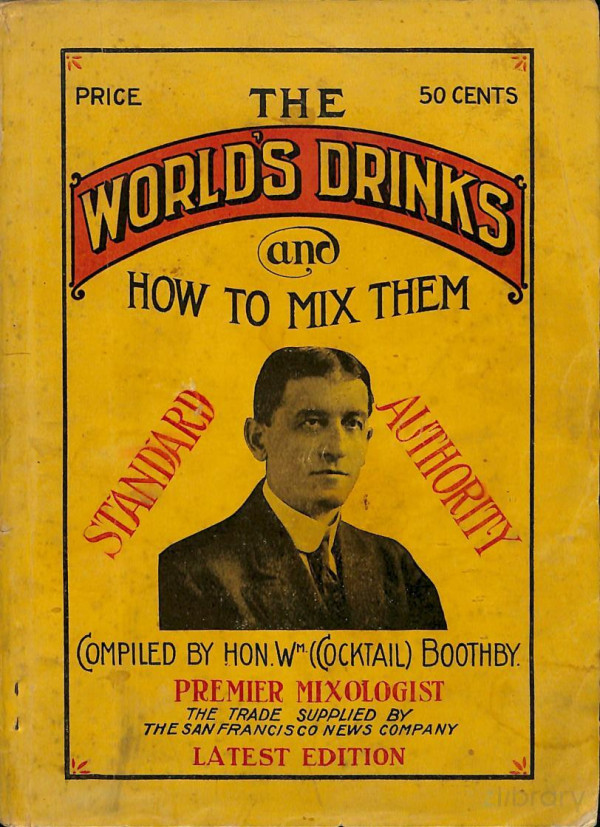 PRICE
50 CENTS
THE
WORLD'S DRINKS
and
HOW TO MIX THEM
STANDARD
AUTHORITY
COMPILED BY HON. WM (COCKTAIL) BOOTHBY.
PREMIER MIXOLOGIST
THE TRADE SUPPLIED BY
THE SAN FRANCISCO NEWS COMPANY
LATEST EDITION
zlibrary